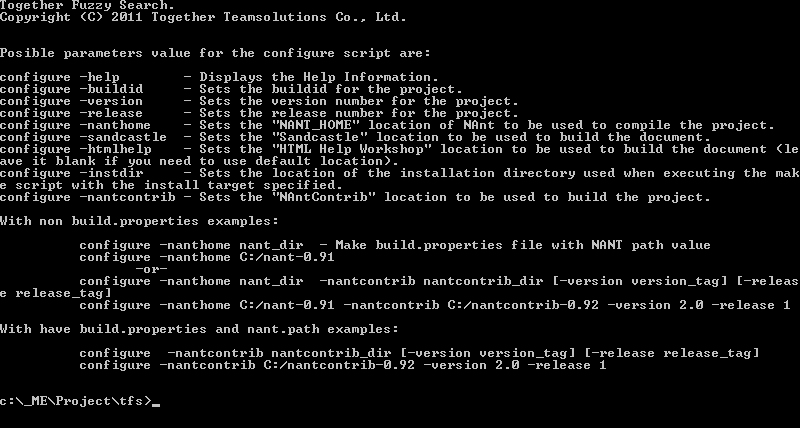 Together Fuzzy Search.
Copyright (C) 2011 Together Teamsolutions Co., Ltd.
Posible parameters value for the configure script are:
configure -help        - Displays the Help Information.
configure -buildid     - Sets the buildid for the project.
configure -version     - Sets the version number for the project.
configure -release     - Sets the release number for the project.
configure -nanthome    - Sets the "NANT_HOME" location of NAnt to be used to compile the project.
configure -sandcastle  - Sets the "Sandcastle" location to be used to build the document.
configure -htmlhelp    - Sets the "HTML Help Workshop" location to be used to build the document (le
ave it blank if you need to use default location).
configure -instdir     - Sets the location of the installation directory used when executing the mak
e script with the install target specified.
configure -nantcontrib - Sets the "NAntContrib" location to be used to build the project.
With non build.properties examples:
configure -nanthome nant_dir  - Make build.properties file with NANT path value
configure -nanthome C:/nant-0.91
-or-
configure -nanthome nant_dir  -nantcontrib nantcontrib_dir [-version version_tag] [-releas
e release_tag]
configure -nanthome C:/nant-0.91 -nantcontrib C:/nantcontrib-0.92 -version 2.0 -release 1
With have build.properties and nant.path examples:
configure  -nantcontrib nantcontrib_dir [-version version_tag] [-release release_tag]
configure -nantcontrib C:/nantcontrib-0.92 -version 2.0 -release 1
c:\_ME\Project\tfs>_